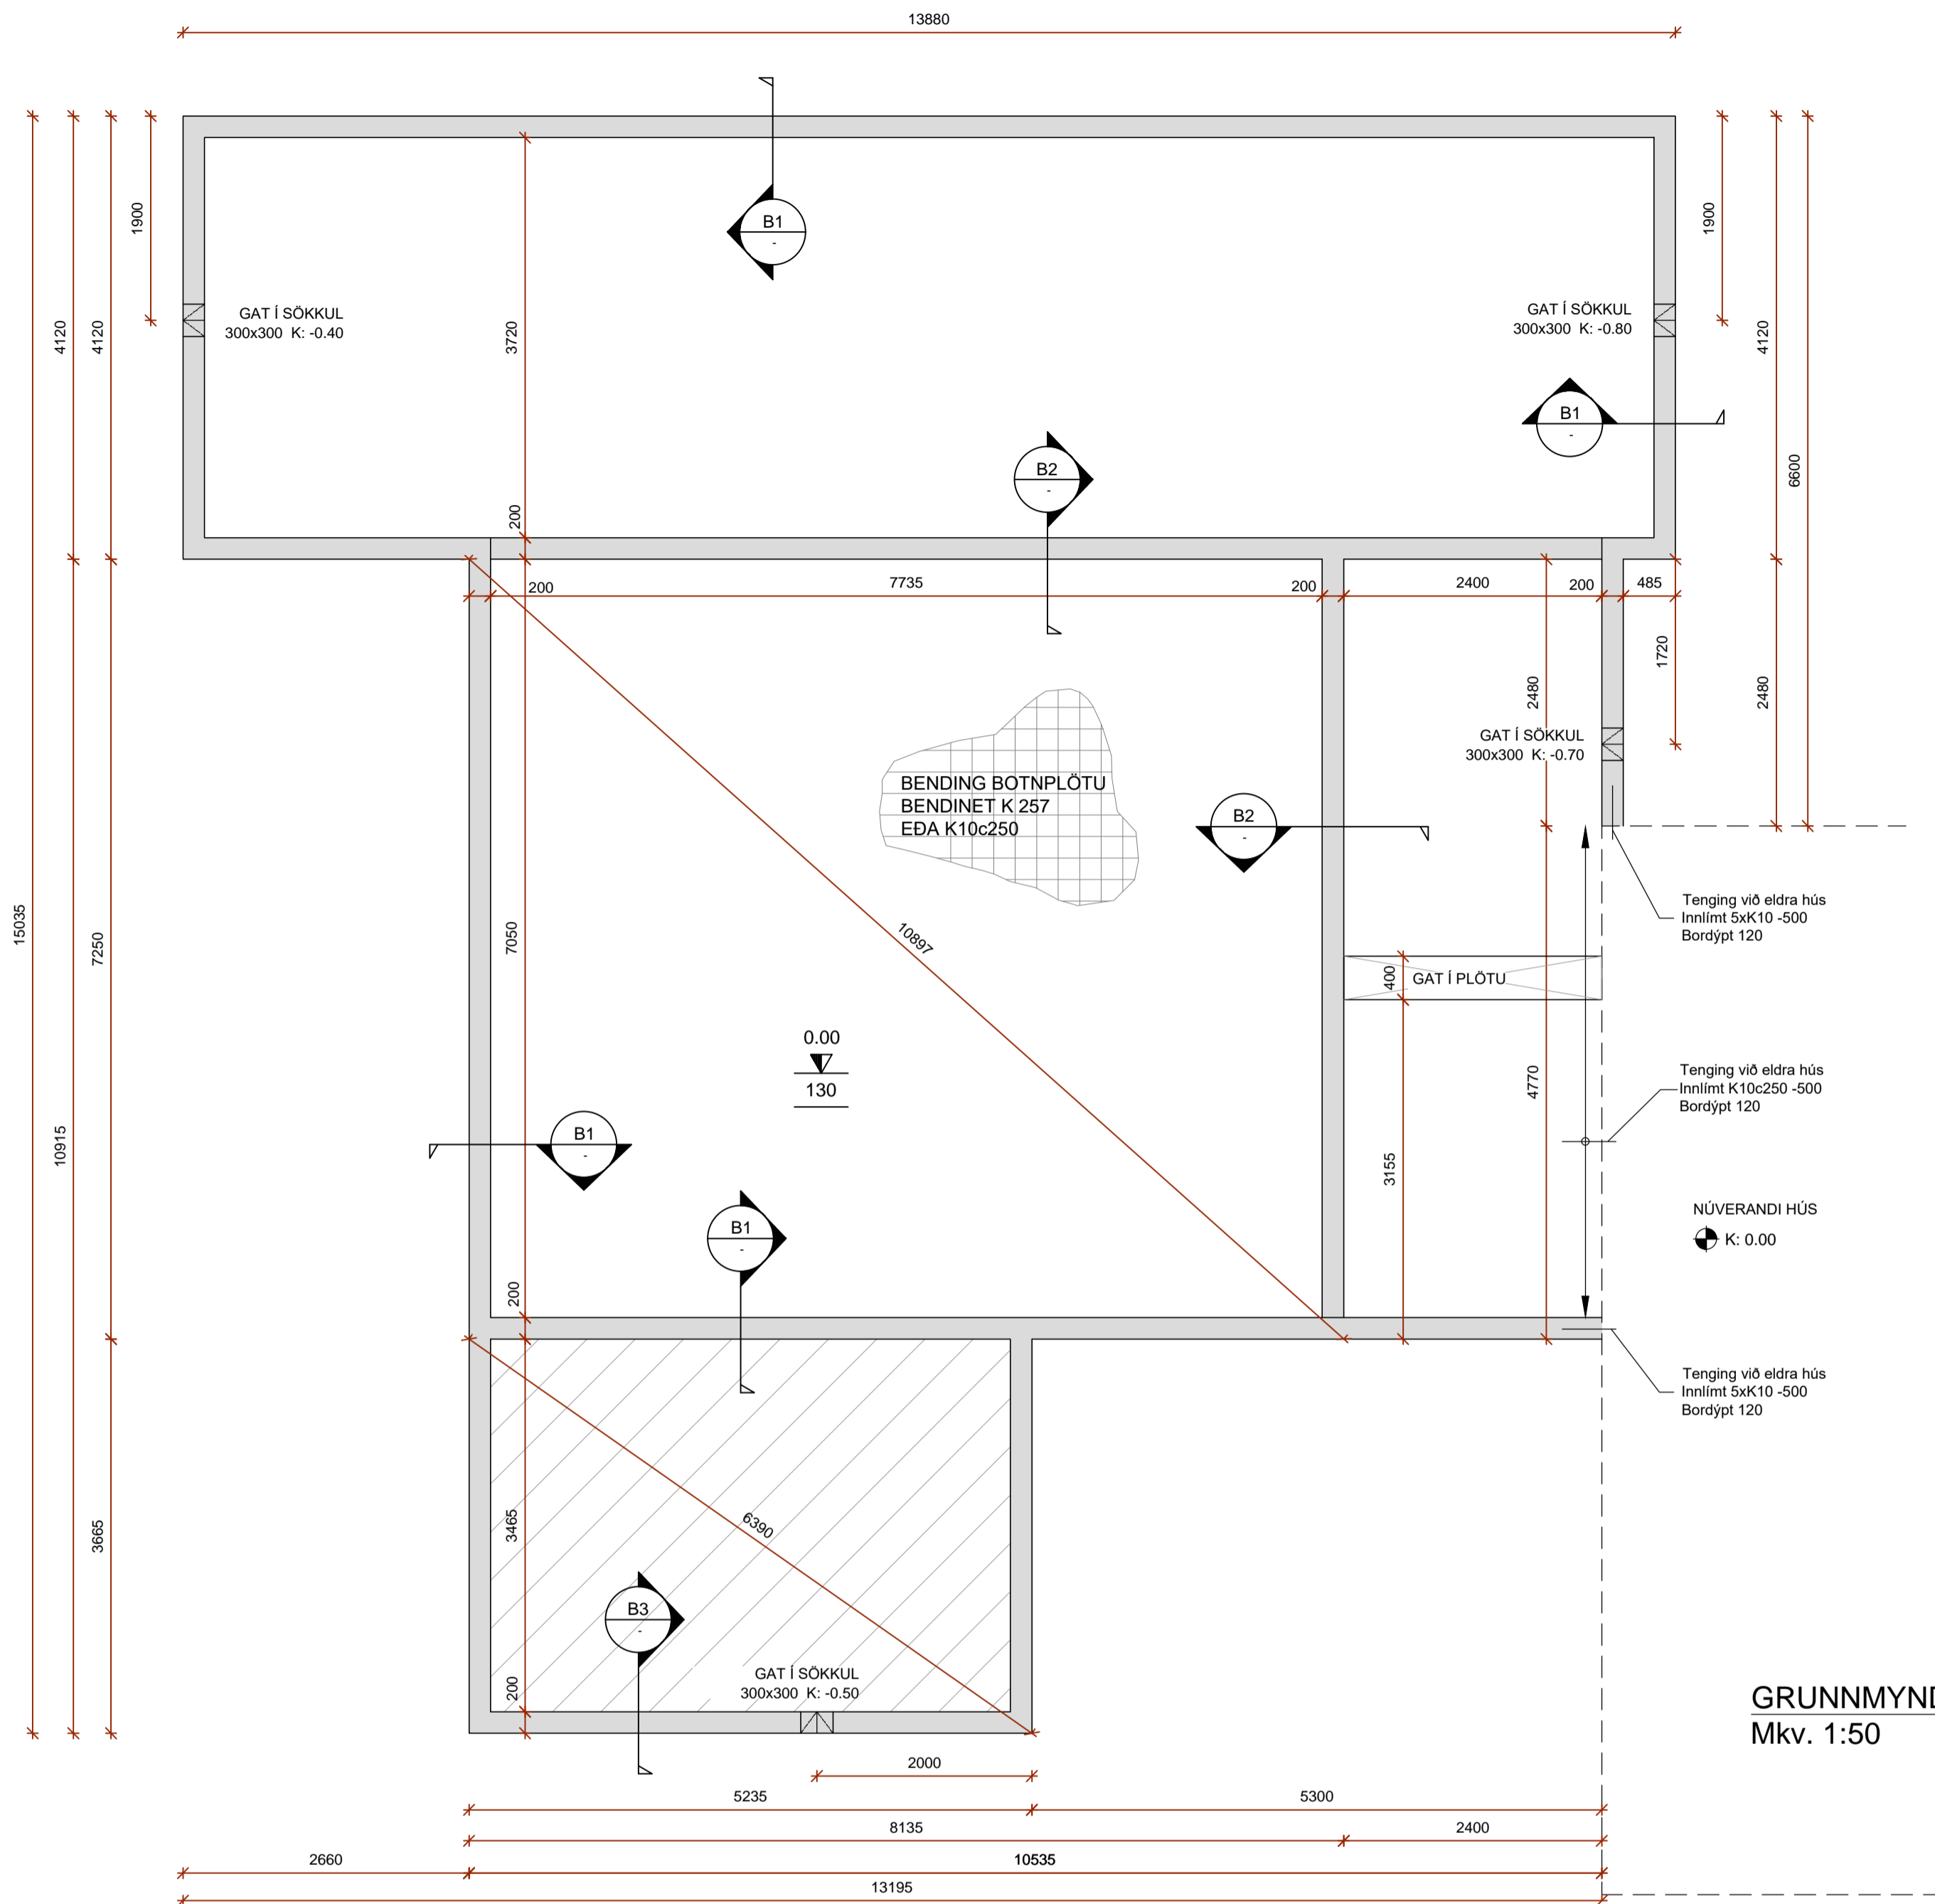 13880
1900
1900
B1
-
GAT Í SÖKKUL
300x300 K: -0.40
GAT Í SÖKKUL
300x300 K: -0.80
4120
4120
3720
4120
B1
-
6600
B2
-
200
200
7735
200
2400
200
485
1720
2480
2480
GAT Í SÖKKUL
300x300 K: -0.70
BENDING BOTNPLÖTU
BENDINET K 257
EÐA K10c250
B2
-
15035
7250
7050
10897
Tenging við eldra hús
Innlímt 5xK10 -500
Bordýpt 120
400
GAT Í PLÖTU
0.00
130
4770
Tenging við eldra hús
Innlímt K10c250 -500
Bordýpt 120
10915
B1
-
3155
B1
-
NÚVERANDI HÚS
K: 0.00
200
Tenging við eldra hús
Innlímt 5xK10 -500
Bordýpt 120
3665
3465
6390
B3
-
200
GAT Í SÖKKUL
300x300 K: -0.50
GRUNNMYND
Mkv. 1:50
2000
5235
5300
8135
2400
2660
10535
13195